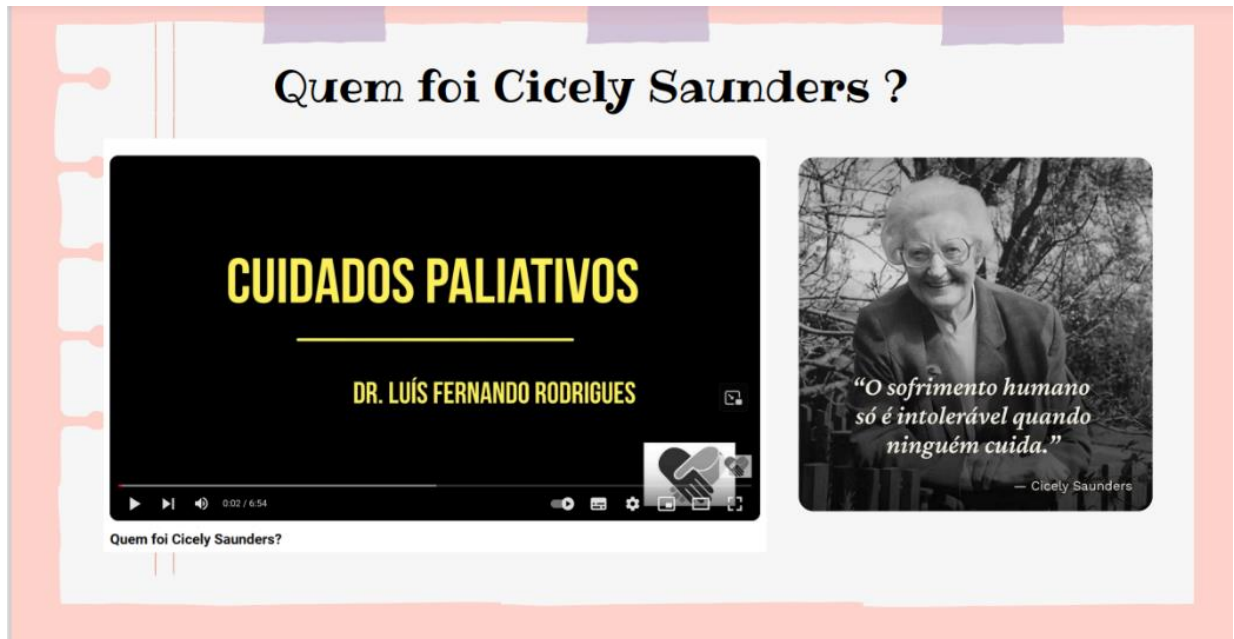 Quem foi Cicely Saunders ?
CUIDADOS PALIATIVOS
DR. LUÍS FERNANDO RODRIGUES
0:02 / 6:54
Quem foi Cicely Saunders?
“O sofrimento humano
só é intolerável quando
ninguém cuida.”
— Cicely Saunders